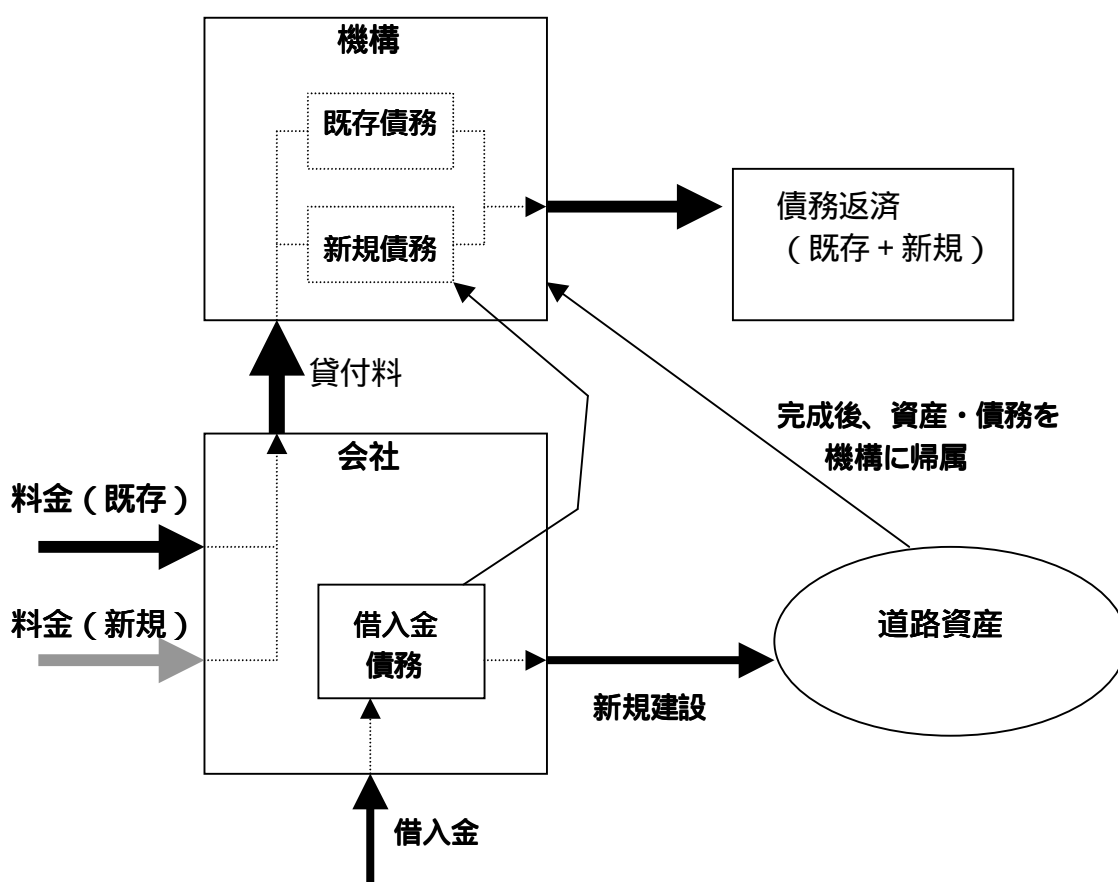 機構
既存債務
新規債務
債務返済
（既存+新規）
貸付料
完成後、資産・債務を
機構に帰属
会社
料金（既存）
料金（新規）
借入金
債務
道路資産
新規建設
借入金